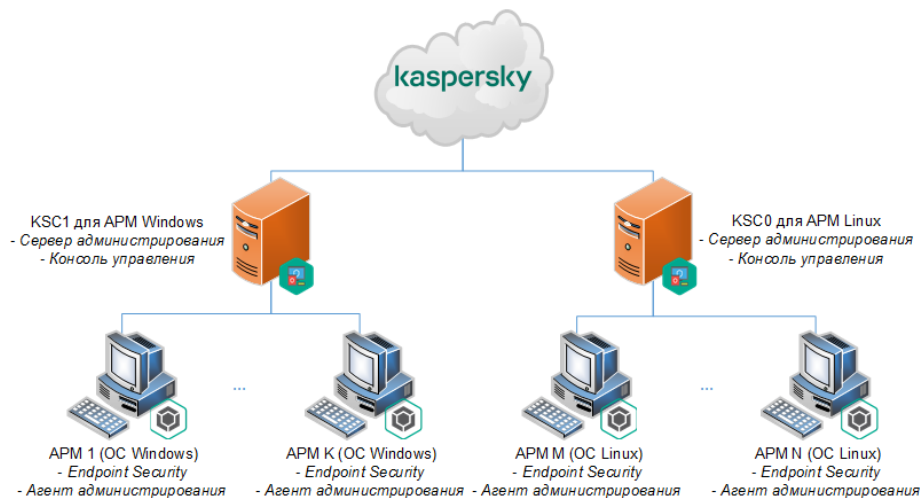 kaspersky
KSC1 для АРМ Windows
- Сервер администрирования
- Консоль управления
KSC0 для АРМ Linux
- Сервер администрирования
- Консоль управления
...
...
АРМ 1 (ОС Windows)
- Endpoint Security
- Агент администрирования
АРМ K (ОС Windows)
- Endpoint Security
- Агент администрирования
АРМ M (ОС Linux)
- Endpoint Security
- Агент администрирования
АРМ N (ОС Linux)
- Endpoint Security
- Агент администрирования